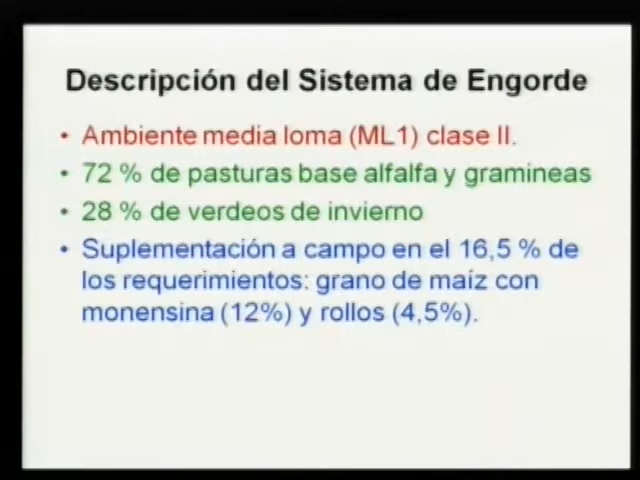 Descripción del Sistema de Engorde
• Ambiente media loma (ML1) clase II.
• 72 % de pasturas base alfalfa y gramineas
• 28 % de verdeos de invierno
• Suplementación a campo en el 16,5 % de
los requerimientos: grano de maíz con
monensina (12%) y rollos (4,5%).